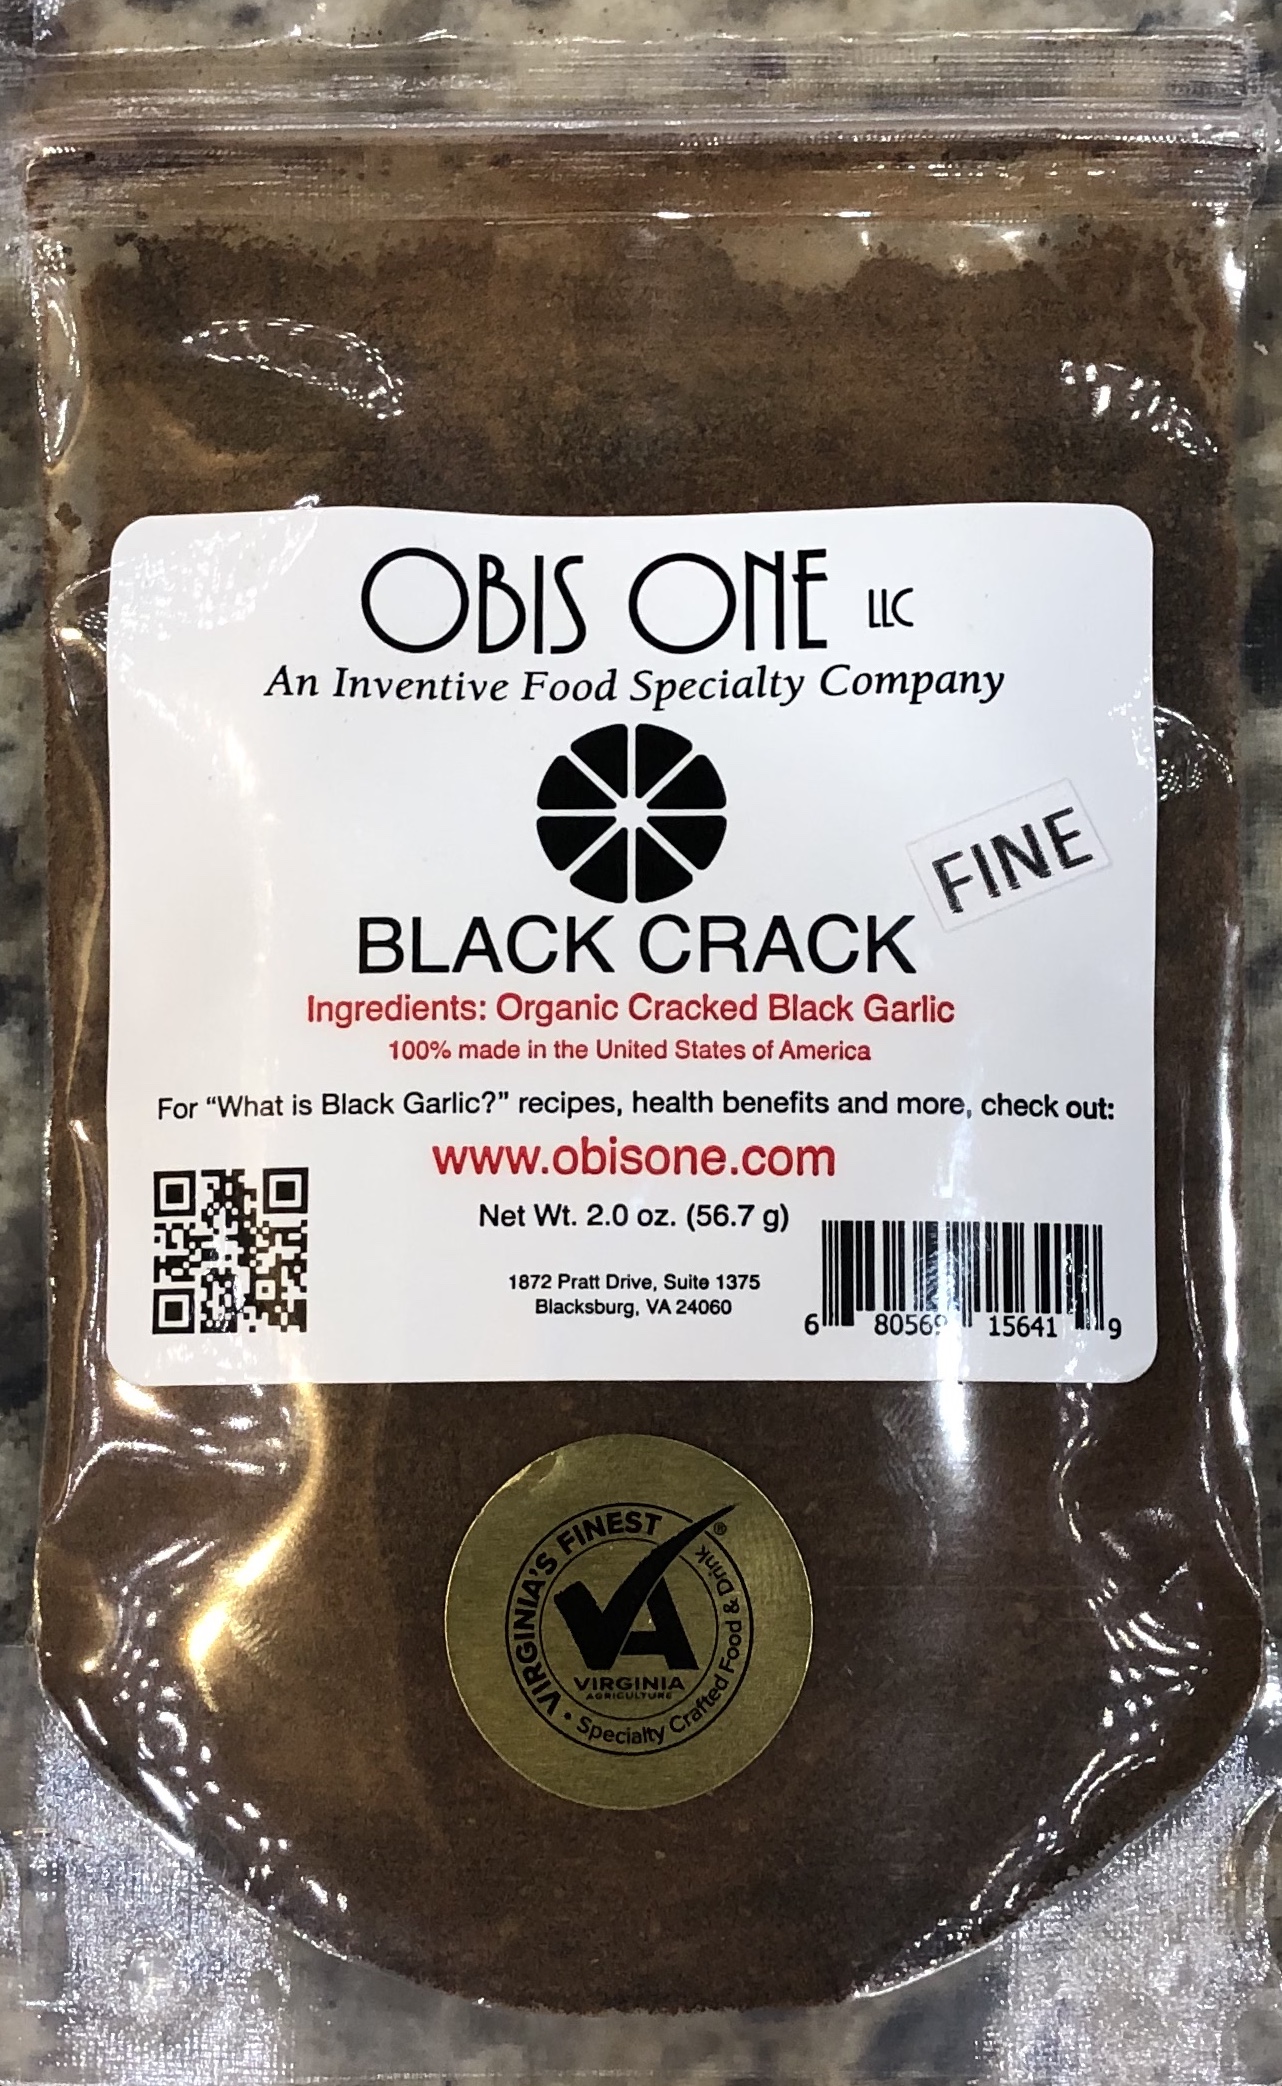 OBIS ONE LLC
An Inventive Food Specialty Company
FINE
BLACK CRACK
Ingredients: Organic Cracked Black Garlic
100% made in the United States of America
For “What is Black Garlic?” recipes, health benefits and more, check out:
www.obisone.com
Net Wt. 2.0 oz. (56.7 g)
1872 Pratt Drive, Suite 1375
Blacksburg, VA 24060
6 80569 15641 9
VIRGINIA'S FINEST ®
VA
VIRGINIA
AGRICULTURE
• Specialty Crafted Food & Drink